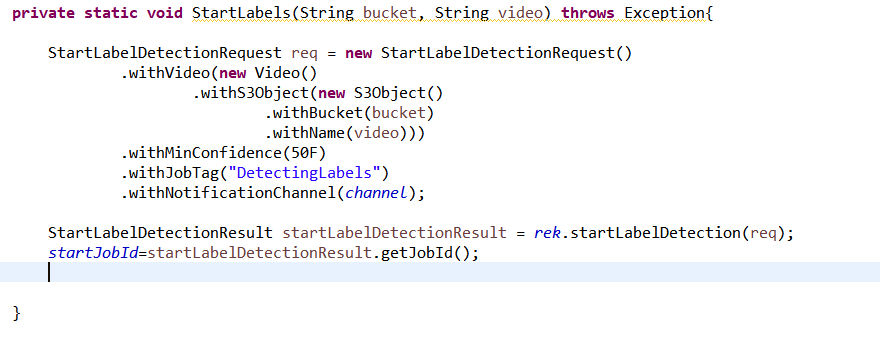 private static void StartLabels(String bucket, String video) throws Exception{
StartLabelDetectionRequest req = new StartLabelDetectionRequest()
.withVideo(new Video()
.withS3Object(new S3Object()
.withBucket(bucket)
.withName(video)))
.withMinConfidence(50F)
.withJobTag("DetectingLabels")
.withNotificationChannel(channel);
StartLabelDetectionResult startLabelDetectionResult = rek.startLabelDetection(req);
startJobId=startLabelDetectionResult.getJobId();
}